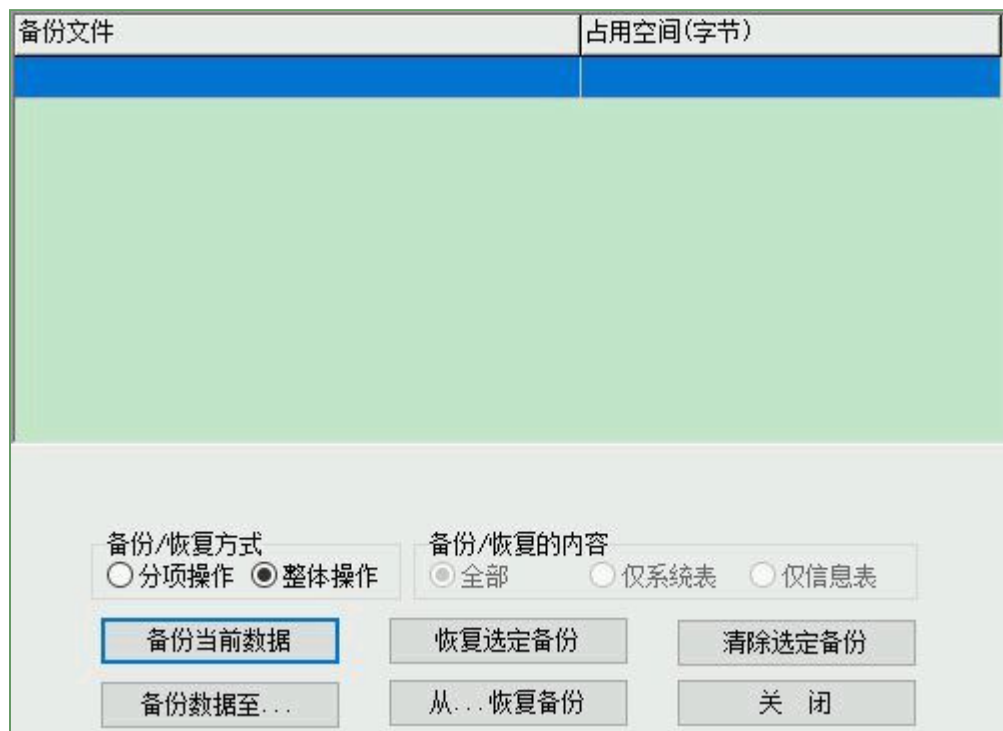 备份文件 占用空间(字节)
备份/恢复方式 备份/恢复的内容
分项操作 整体操作 全部 仅系统表 仅信息表
备份当前数据 恢复选定备份 清除选定备份
备份数据至... 从...恢复备份 关 闭